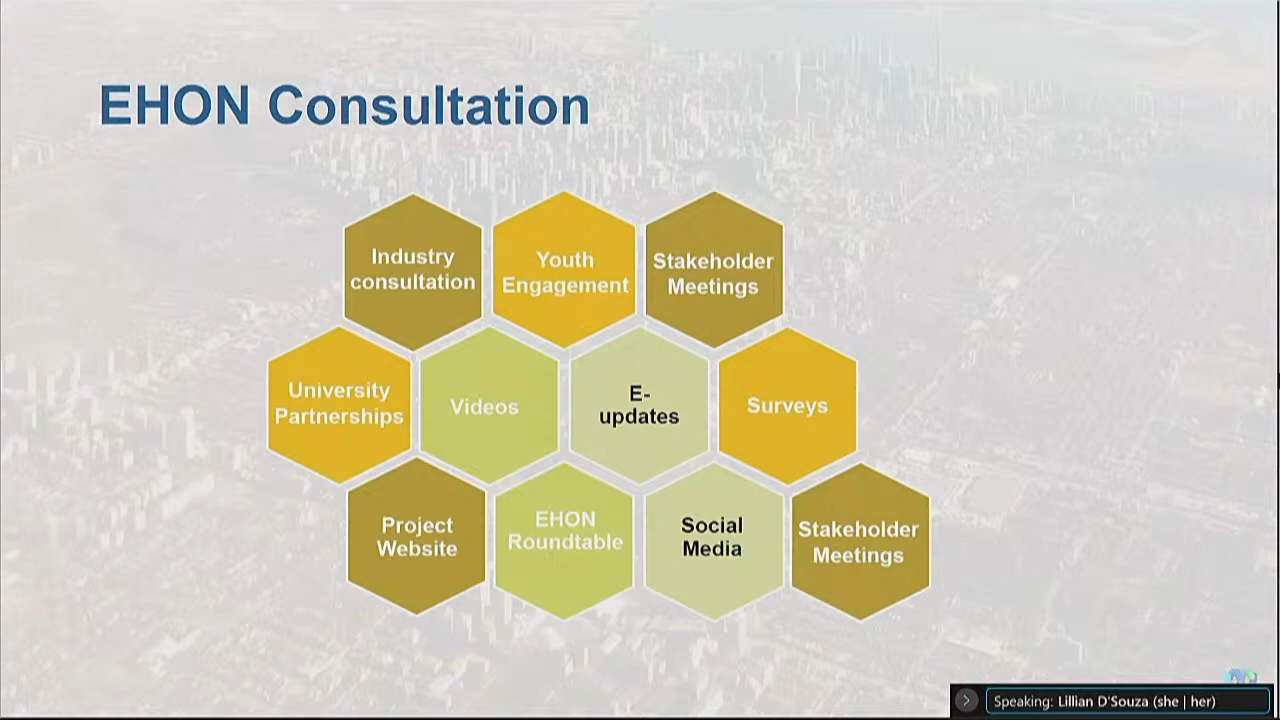 EHON Consultation
Industry
consultation
Youth
Engagement
Stakeholder
Meetings
University
Partnerships
Videos
E-
updates
Surveys
Project
Website
EHON
Roundtable
Social
Media
Stakeholder
Meetings
Speaking: Lillian D'Souza (she | her)